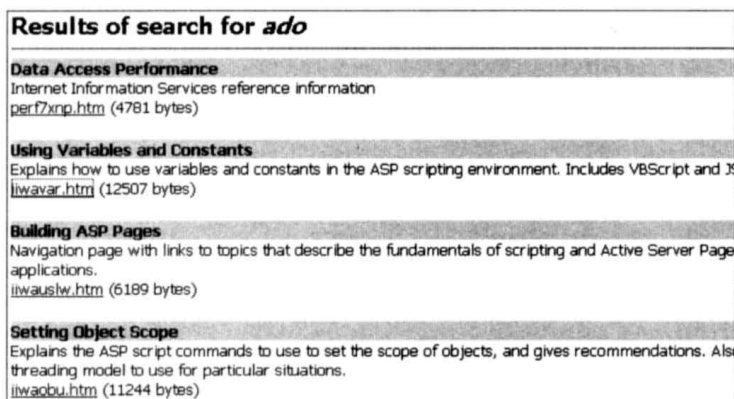 Results of search for ado
Data Access Performance
Internet Information Services reference information
perf7xnp.htm (4781 bytes)
Using Variables and Constants
Explains how to use variables and constants in the ASP scripting environment. Includes VBScript and JS
iiwavar.htm (12507 bytes)
Building ASP Pages
Navigation page with links to topics that describe the fundamentals of scripting and Active Server Page
applications.
iiwauslw.htm (6189 bytes)
Setting Object Scope
Explains the ASP script commands to use to set the scope of objects, and gives recommendations. Also
threading model to use for particular situations.
iiwaobu.htm (11244 bytes)